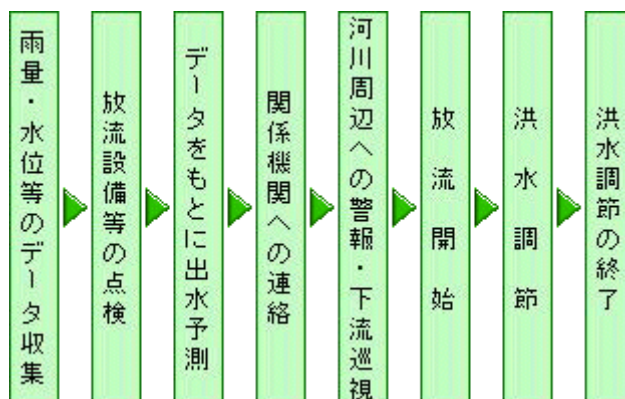 雨量・水位等のデータ収集
放流設備等の点検
データをもとに出水予測
関係機関への連絡
河川周辺への警報・下流巡視
放流開始
洪水調節
洪水調節の終了